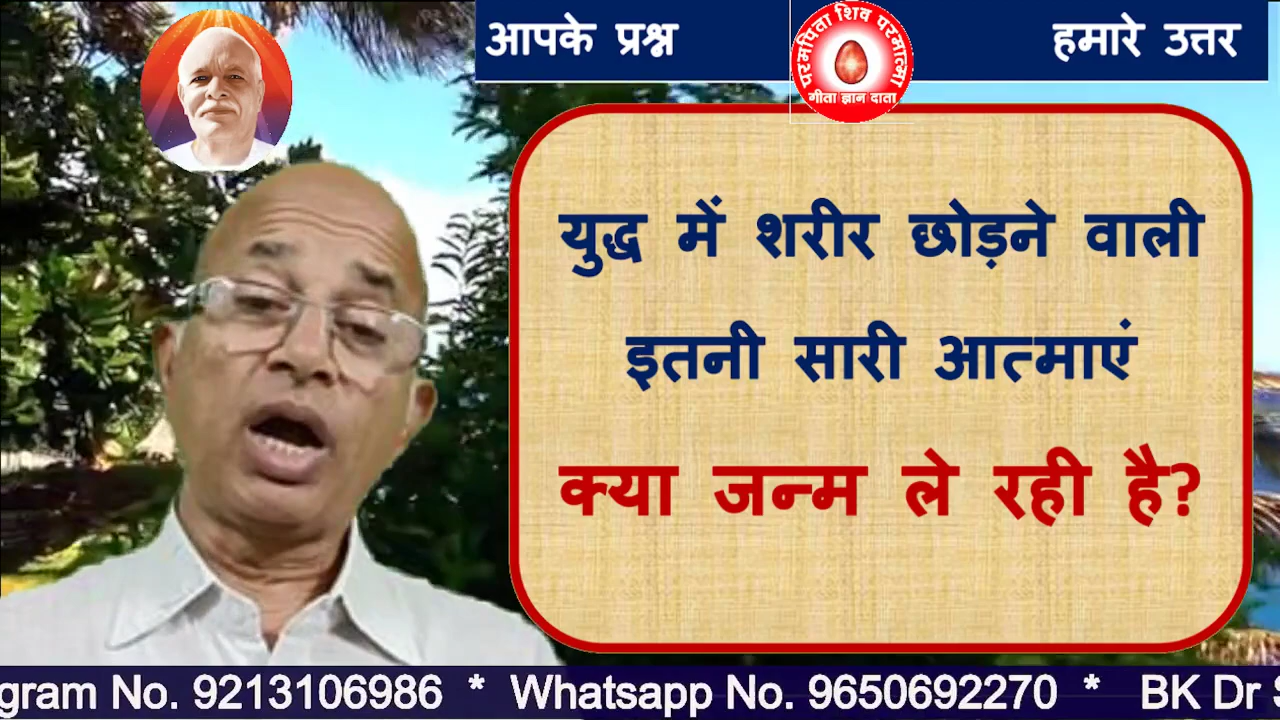 आपके प्रश्न
परमपिता शिव परमात्मा
गीता ज्ञान दाता
हमारे उत्तर
युद्ध में शरीर छोड़ने वाली
इतनी सारी आत्माएं
क्या जन्म ले रही है?
gram No. 9213106986 * Whatsapp No. 9650692270 * BK Dr S